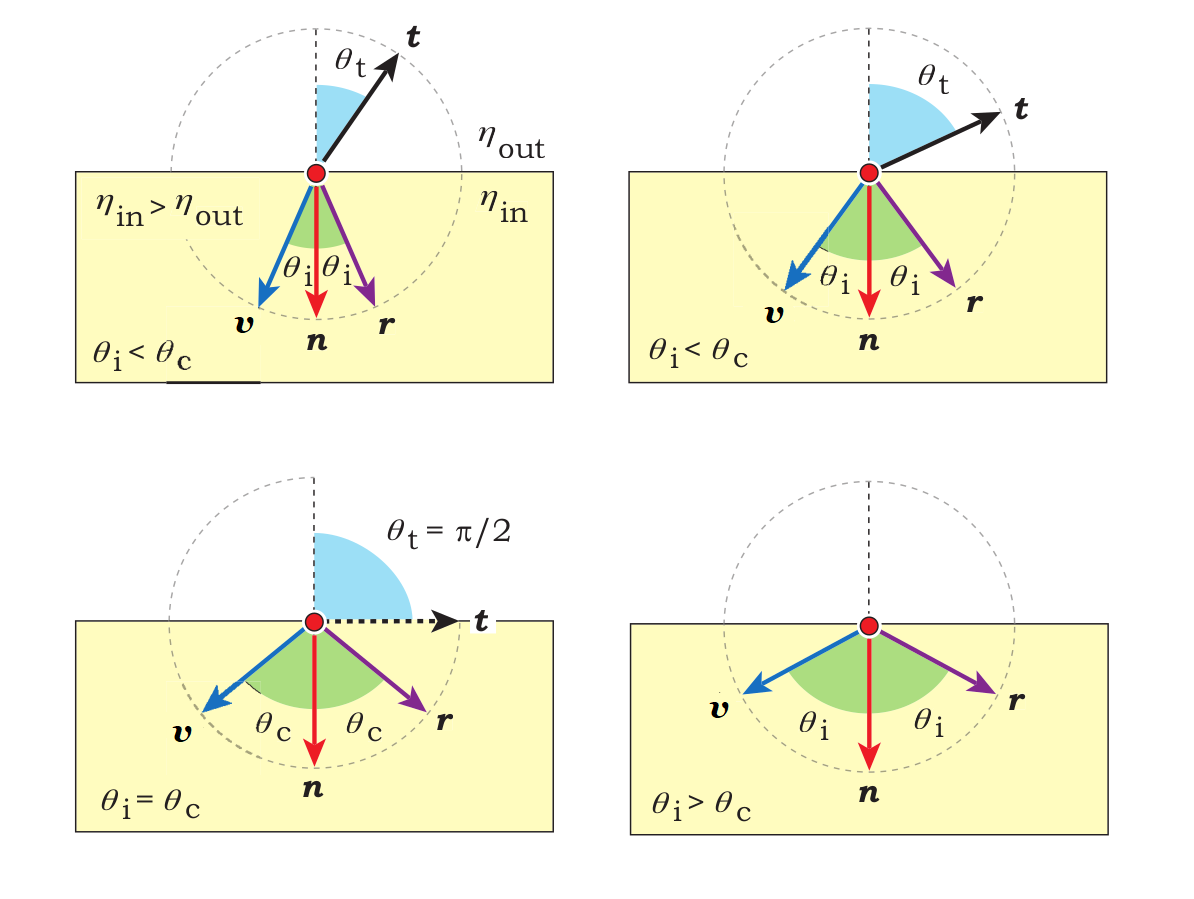 θt
t
ηout
ηin > ηout
ηin
θi θi
v
n
r
θi < θc
θt
t
θi
θi
v
n
r
θi < θc
θt = π/2
t
θc
θc
v
n
r
θi = θc
θi
θi
v
n
r
θi > θc